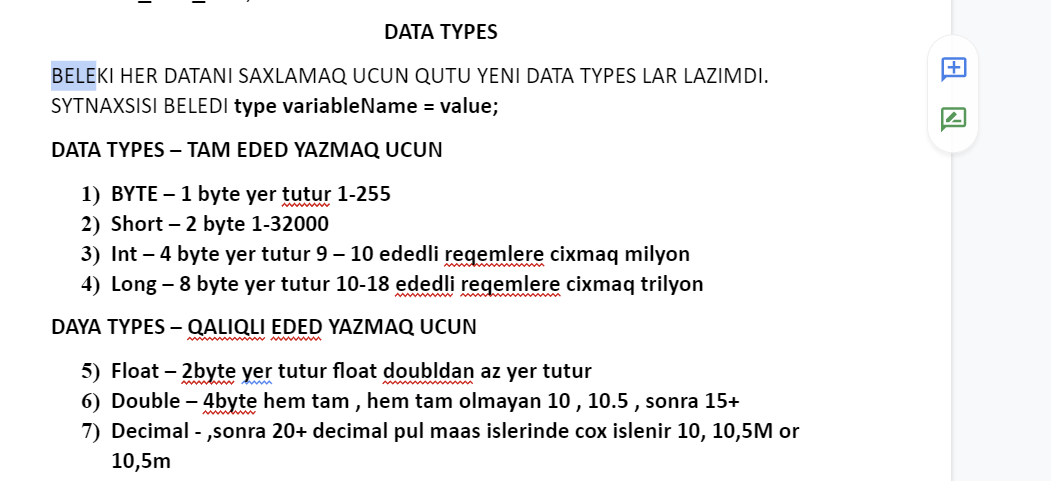 DATA TYPES
BELEKI HER DATANI SAXLAMAQ UCUN QUTU YENI DATA TYPES LAR LAZIMDI.
SYTNAXSISI BELEDI type variableName = value;
DATA TYPES – TAM EDED YAZMAQ UCUN
1) BYTE – 1 byte yer tutur 1-255
2) Short – 2 byte 1-32000
3) Int – 4 byte yer tutur 9 – 10 ededli reqemlere cixmaq milyon
4) Long – 8 byte yer tutur 10-18 ededli reqemlere cixmaq trilyon
DAYA TYPES – QALIQLI EDED YAZMAQ UCUN
5) Float – 2byte yer tutur float doubldan az yer tutur
6) Double – 4byte hem tam , hem tam olmayan 10 , 10.5 , sonra 15+
7) Decimal - ,sonra 20+ decimal pul maas islerinde cox islenir 10, 10,5M or
10,5m